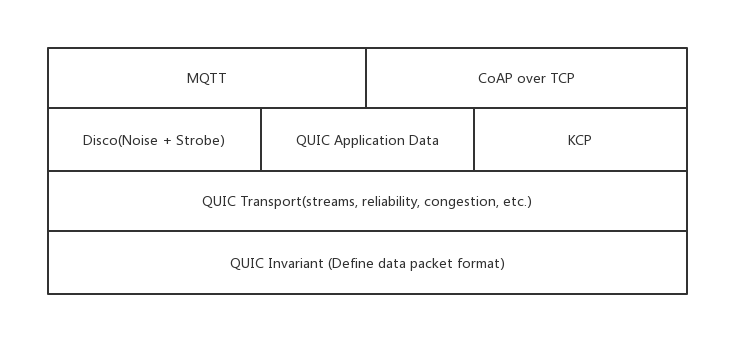 MQTT
CoAP over TCP
Disco(Noise + Strobe)
QUIC Application Data
KCP
QUIC Transport(streams, reliability, congestion, etc.)
QUIC Invariant (Define data packet format)